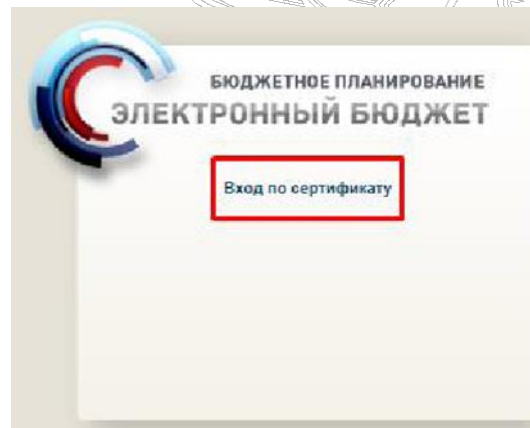 БЮДЖЕТНОЕ ПЛАНИРОВАНИЕ
ЭЛЕКТРОННЫЙ БЮДЖЕТ
Вход по сертификату